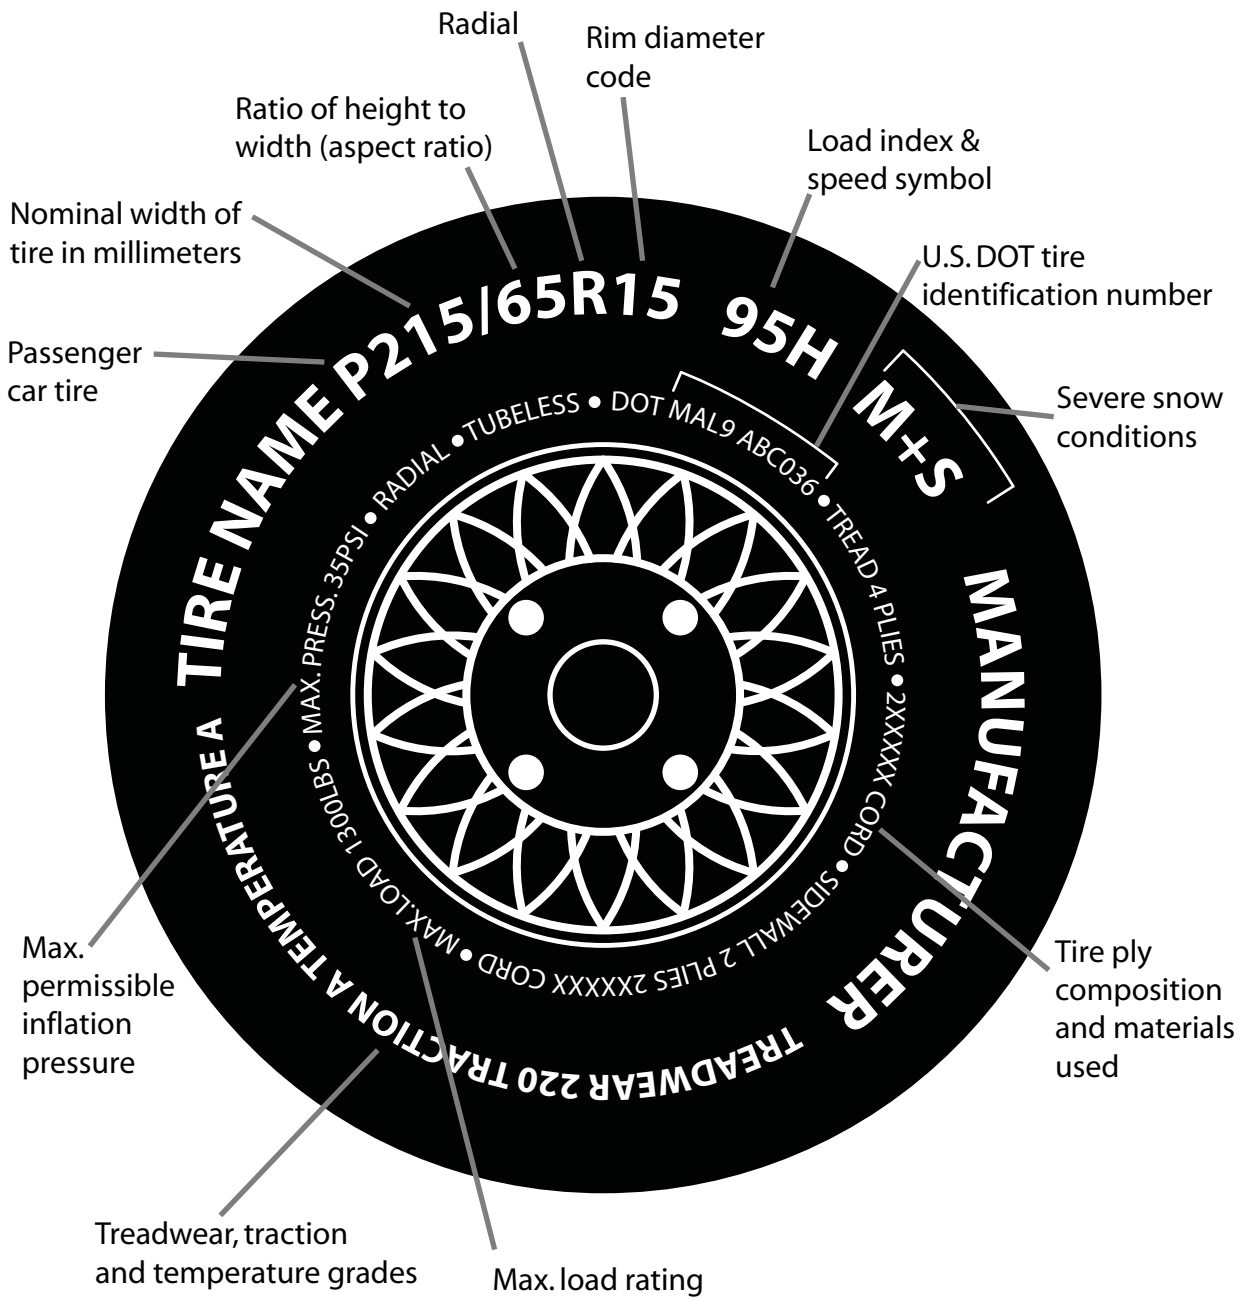 Radial
Rim diameter
code
Ratio of height to
width (aspect ratio)
Load index &
speed symbol
Nominal width of
tire in millimeters
U.S. DOT tire
identification number
Passenger
car tire
Severe snow
conditions
TIRE NAME P215/65R15 95H M+S MANUFACTURER
TREADWEAR 220 TRACTION A TEMPERATURE A
MAX. PRESS. 35PSI • RADIAL • TUBELESS • DOT MAL9 ABC036 • TREAD 4 PLIES • 2XXXXX CORD • SIDEWALL 2 PLIES 2XXXXX CORD • MAX.LOAD 1300LBS •
Max.
permissible
inflation
pressure
Tire ply
composition
and materials
used
Treadwear, traction
and temperature grades
Max. load rating